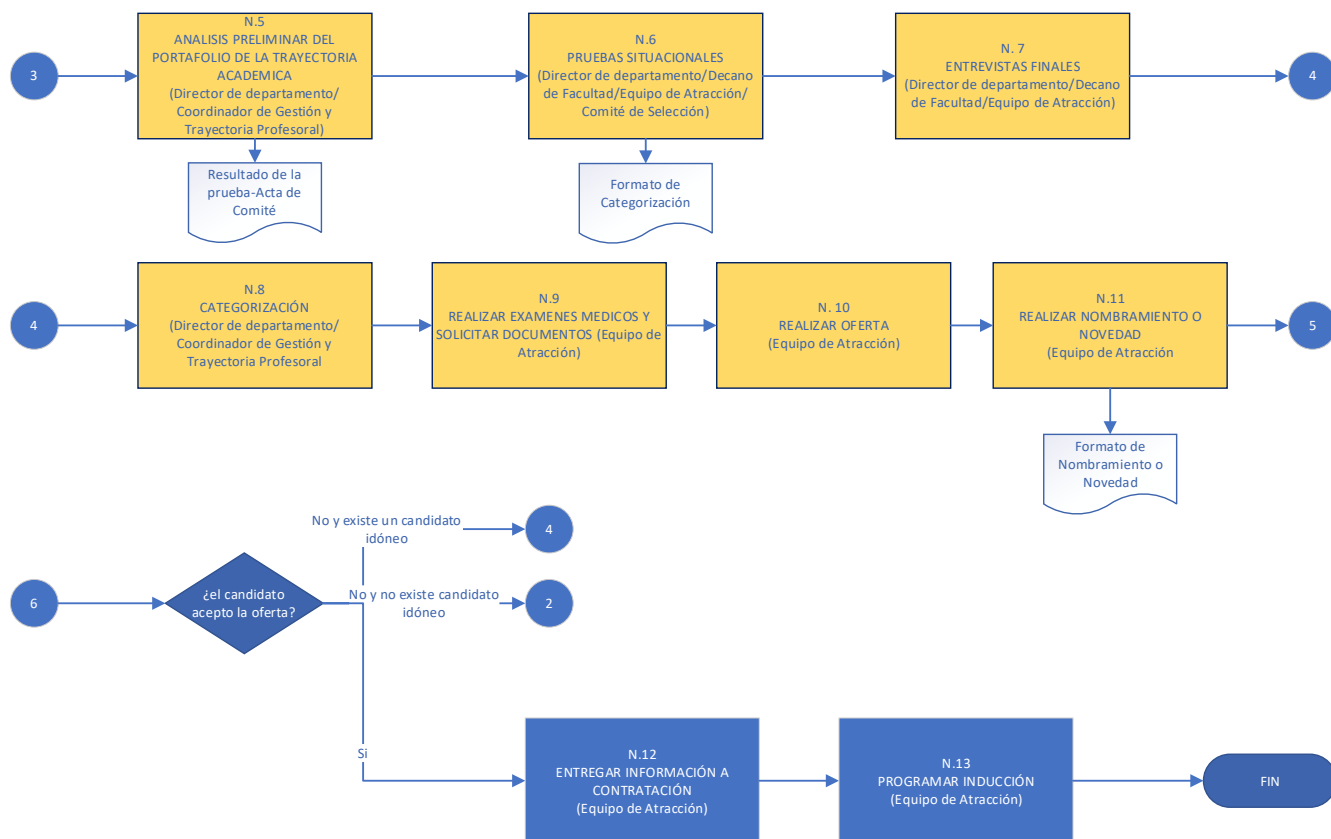 3
N.5
ANALISIS PRELIMINAR DEL
PORTAFOLIO DE LA TRAYECTORIA
ACADEMICA
(Director de departamento/
Coordinador de Gestión y
Trayectoria Profesoral)
N.6
PRUEBAS SITUACIONALES
(Director de departamento/Decano
de Facultad/Equipo de Atracción/
Comité de Selección)
N. 7
ENTREVISTAS FINALES
(Director de departamento/Decano
de Facultad/Equipo de Atracción)
4
Resultado de la
prueba-Acta de
Comité
Formato de
Categorización
4
N.8
CATEGORIZACIÓN
(Director de departamento/
Coordinador de Gestión y
Trayectoria Profesoral
N.9
REALIZAR EXAMENES MEDICOS Y
SOLICITAR DOCUMENTOS (Equipo de
Atracción)
N. 10
REALIZAR OFERTA
(Equipo de Atracción)
N.11
REALIZAR NOMBRAMIENTO O
NOVEDAD
(Equipo de Atracción
5
Formato de
Nombramiento o
Novedad
No y existe un candidato
idóneo
4
6
¿el candidato
acepto la oferta?
No y no existe candidato
idóneo
2
Si
N.12
ENTREGAR INFORMACIÓN A
CONTRATACIÓN
(Equipo de Atracción)
N.13
PROGRAMAR INDUCCIÓN
(Equipo de Atracción)
FIN